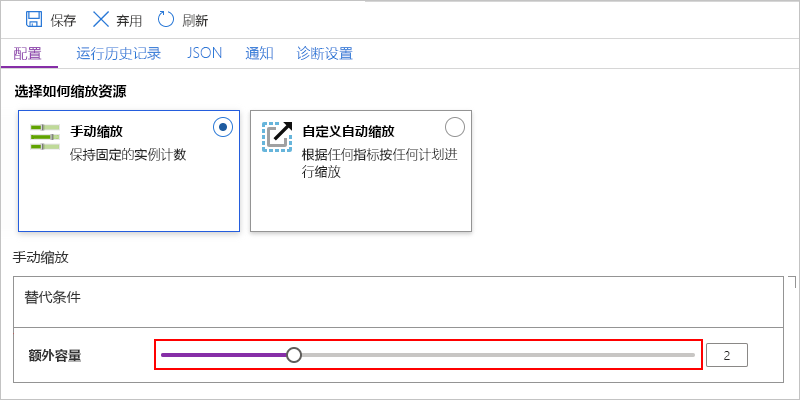 保存 弃用 刷新
配置 运行历史记录 JSON 通知 诊断设置
选择如何缩放资源
手动缩放
保持固定的实例计数
自定义自动缩放
根据任何指标按任何计划进
行缩放
手动缩放
替代条件
额外容量 2